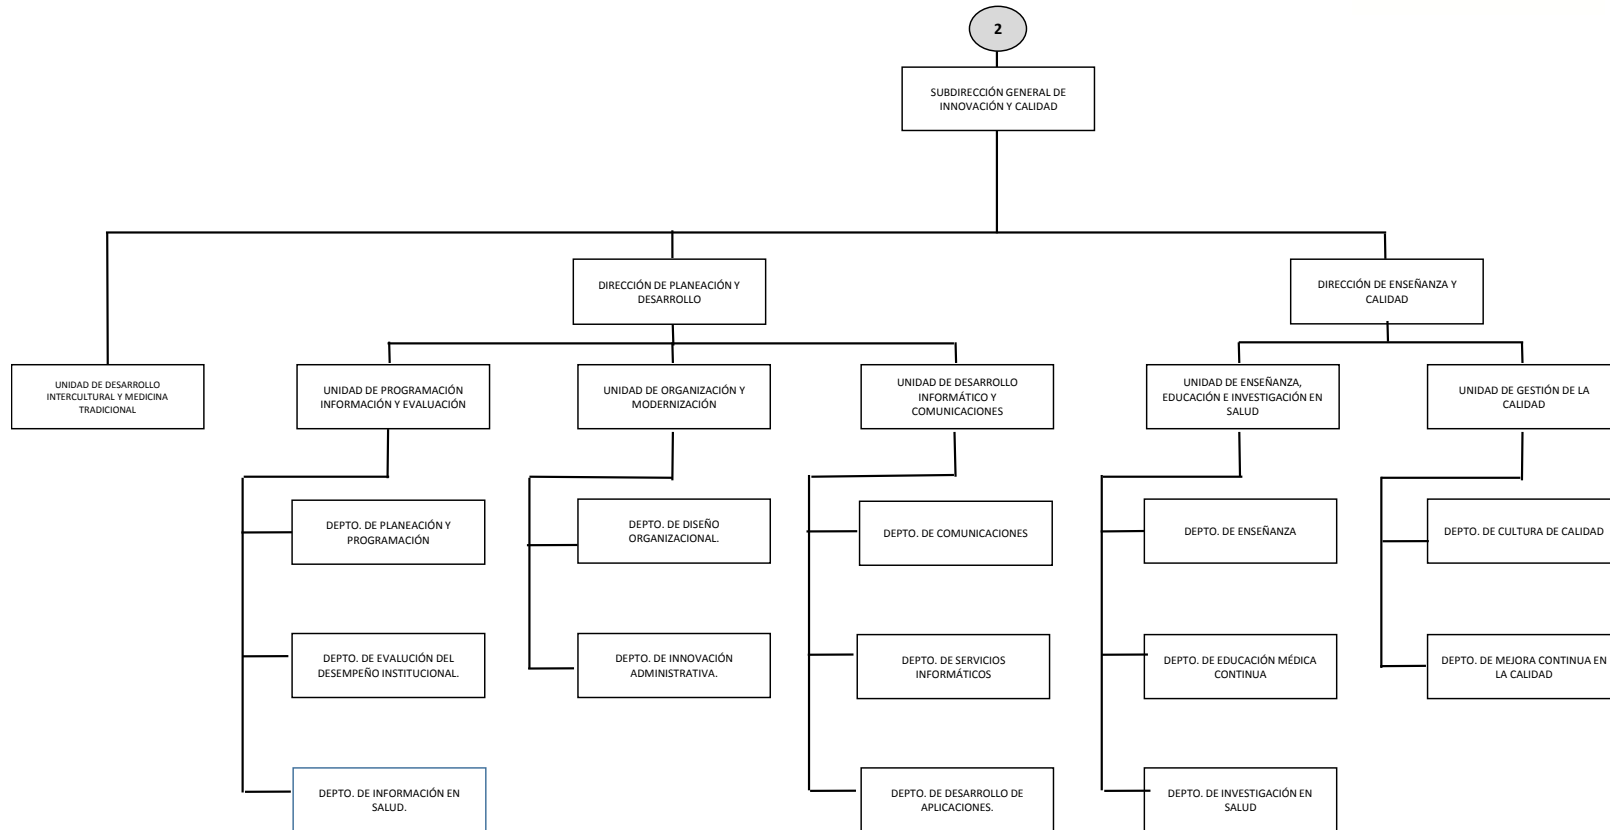 2
SUBDIRECCIÓN GENERAL DE
INNOVACIÓN Y CALIDAD
DIRECCIÓN DE PLANEACIÓN Y
DESARROLLO
DIRECCIÓN DE ENSEÑANZA Y
CALIDAD
UNIDAD DE DESARROLLO
INTERCULTURAL Y MEDICINA
TRADICIONAL
UNIDAD DE PROGRAMACIÓN
INFORMACIÓN Y EVALUACIÓN
UNIDAD DE ORGANIZACIÓN Y
MODERNIZACIÓN
UNIDAD DE DESARROLLO
INFORMÁTICO Y
COMUNICACIONES
UNIDAD DE ENSEÑANZA,
EDUCACIÓN E INVESTIGACIÓN EN
SALUD
UNIDAD DE GESTIÓN DE LA
CALIDAD
DEPTO. DE PLANEACIÓN Y
PROGRAMACIÓN
DEPTO. DE DISEÑO
ORGANIZACIONAL.
DEPTO. DE COMUNICACIONES
DEPTO. DE ENSEÑANZA
DEPTO. DE CULTURA DE CALIDAD
DEPTO. DE EVALUCIÓN DEL
DESEMPEÑO INSTITUCIONAL.
DEPTO. DE INNOVACIÓN
ADMINISTRATIVA.
DEPTO. DE SERVICIOS
INFORMÁTICOS
DEPTO. DE EDUCACIÓN MÉDICA
CONTINUA
DEPTO. DE MEJORA CONTINUA EN
LA CALIDAD
DEPTO. DE INFORMACIÓN EN
SALUD.
DEPTO. DE DESARROLLO DE
APLICACIONES.
DEPTO. DE INVESTIGACIÓN EN
SALUD